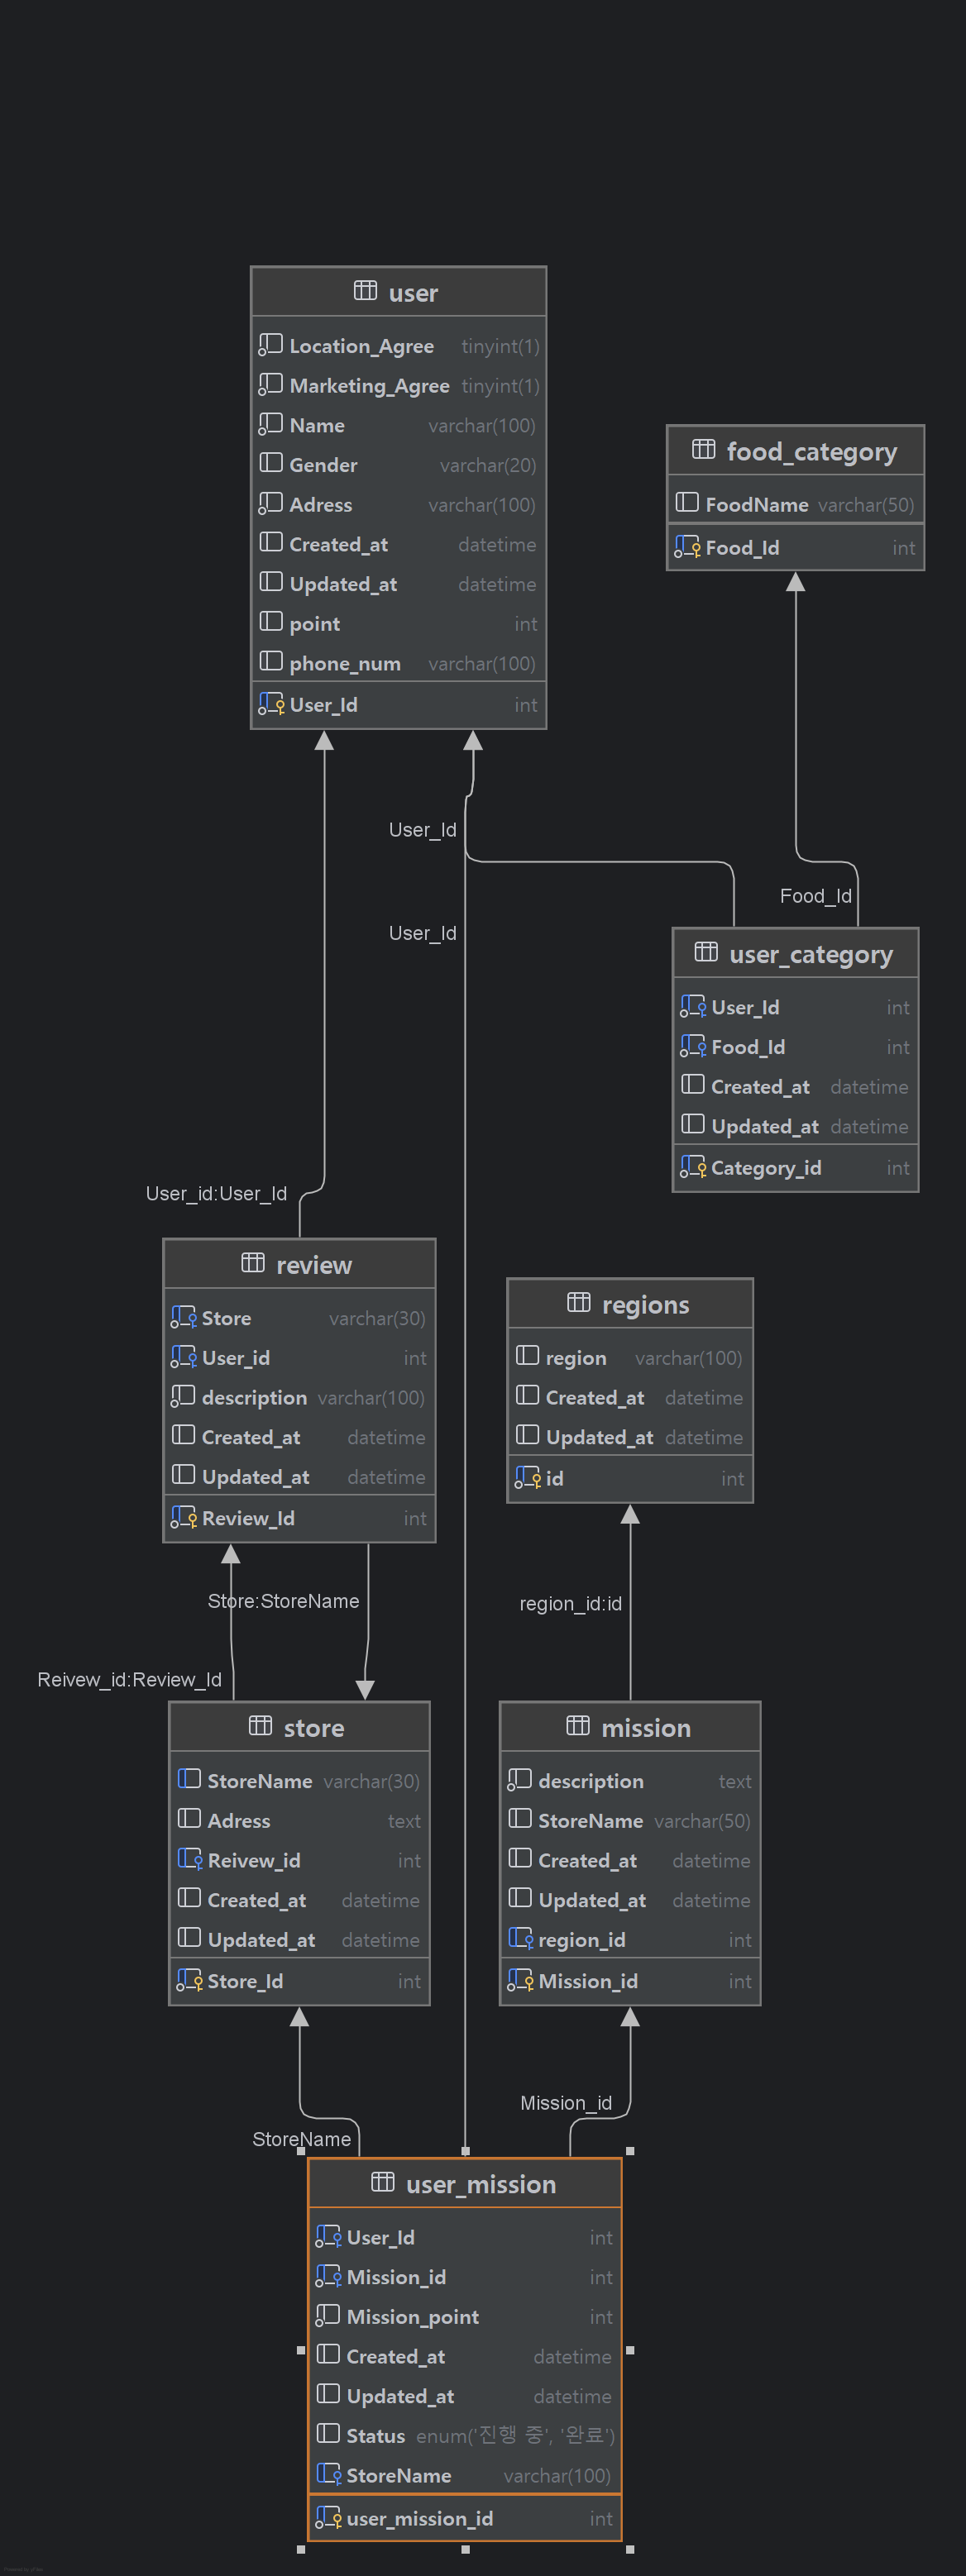 user
Location_Agree tinyint(1)
Marketing_Agree tinyint(1)
Name varchar(100)
Gender varchar(20)
Adress varchar(100)
Created_at datetime
Updated_at datetime
point int
phone_num varchar(100)
User_Id int
food_category
FoodName varchar(50)
Food_Id int
User_Id
User_Id
Food_Id
user_category
User_Id int
Food_Id int
Created_at datetime
Updated_at datetime
Category_id int
User_id:User_Id
review
Store varchar(30)
User_id int
description varchar(100)
Created_at datetime
Updated_at datetime
Review_Id int
regions
region varchar(100)
Created_at datetime
Updated_at datetime
id int
Store:StoreName
region_id:id
Reivew_id:Review_Id
store
StoreName varchar(30)
Adress text
Reivew_id int
Created_at datetime
Updated_at datetime
Store_Id int
mission
description text
StoreName varchar(50)
Created_at datetime
Updated_at datetime
region_id int
Mission_id int
Mission_id
StoreName
user_mission
User_Id int
Mission_id int
Mission_point int
Created_at datetime
Updated_at datetime
Status enum('진행 중', '완료')
StoreName varchar(100)
user_mission_id int